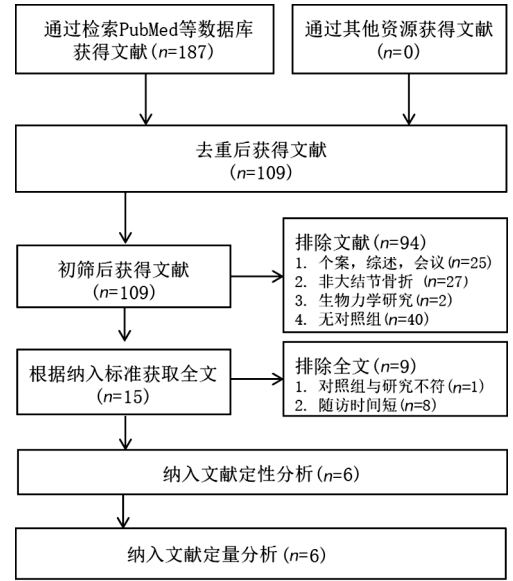 通过检索PubMed等数据库
获得文献(n=187)
通过其他资源获得文献
(n=0)
去重后获得文献
(n=109)
初筛后获得文献
(n=109)
排除文献(n=94)
1. 个案，综述，会议(n=25)
2. 非大结节骨折 (n=27)
3. 生物力学研究(n=2)
4. 无对照组(n=40)
根据纳入标准获取全文
(n=15)
排除全文(n=9)
1. 对照组与研究不符(n=1)
2. 随访时间短(n=8)
纳入文献定性分析(n=6)
纳入文献定量分析 (n=6)